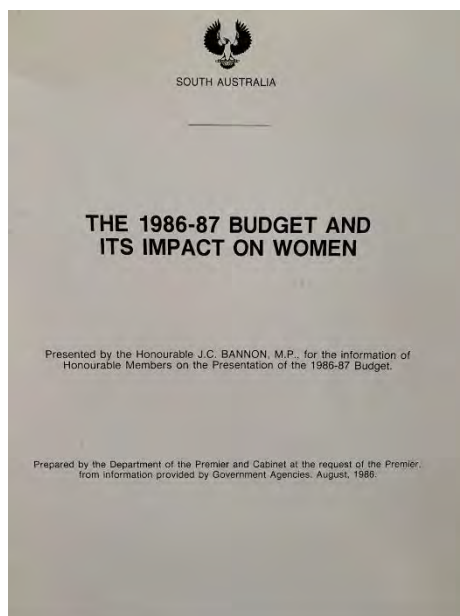 SOUTH AUSTRALIA
THE 1986-87 BUDGET AND
ITS IMPACT ON WOMEN
Presented by the Honourable J.C. BANNON, M.P., for the information of
Honourable Members on the Presentation of the 1986-87 Budget.
Prepared by the Department of the Premier and Cabinet at the request of the Premier,
from information provided by Government Agencies. August, 1986.